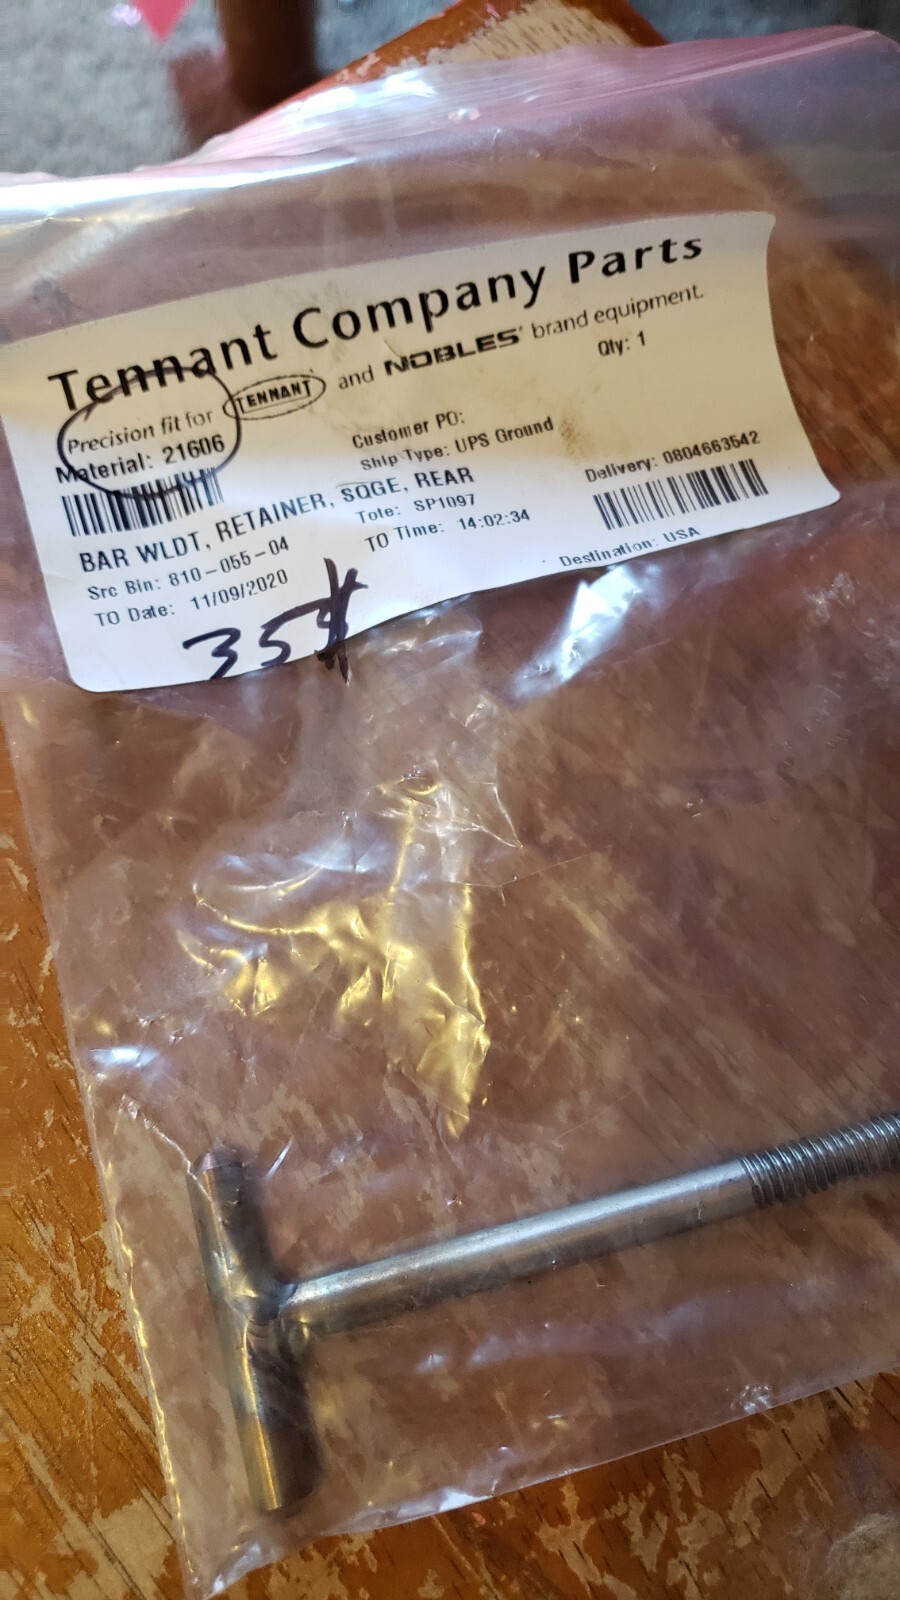 Tennant Company Parts
Precision fit for TENNANT and NOBLES® brand equipment.
Qty: 1
Material: 21606
Customer PO:
Ship Type: UPS Ground
Delivery: 0804663542
BAR WLDT, RETAINER, SQGE, REAR
Src Bin: 810-055-04
Tote: SP1097
TO Date: 11/09/2020
TO Time: 14:02:34
Destination: USA
35$